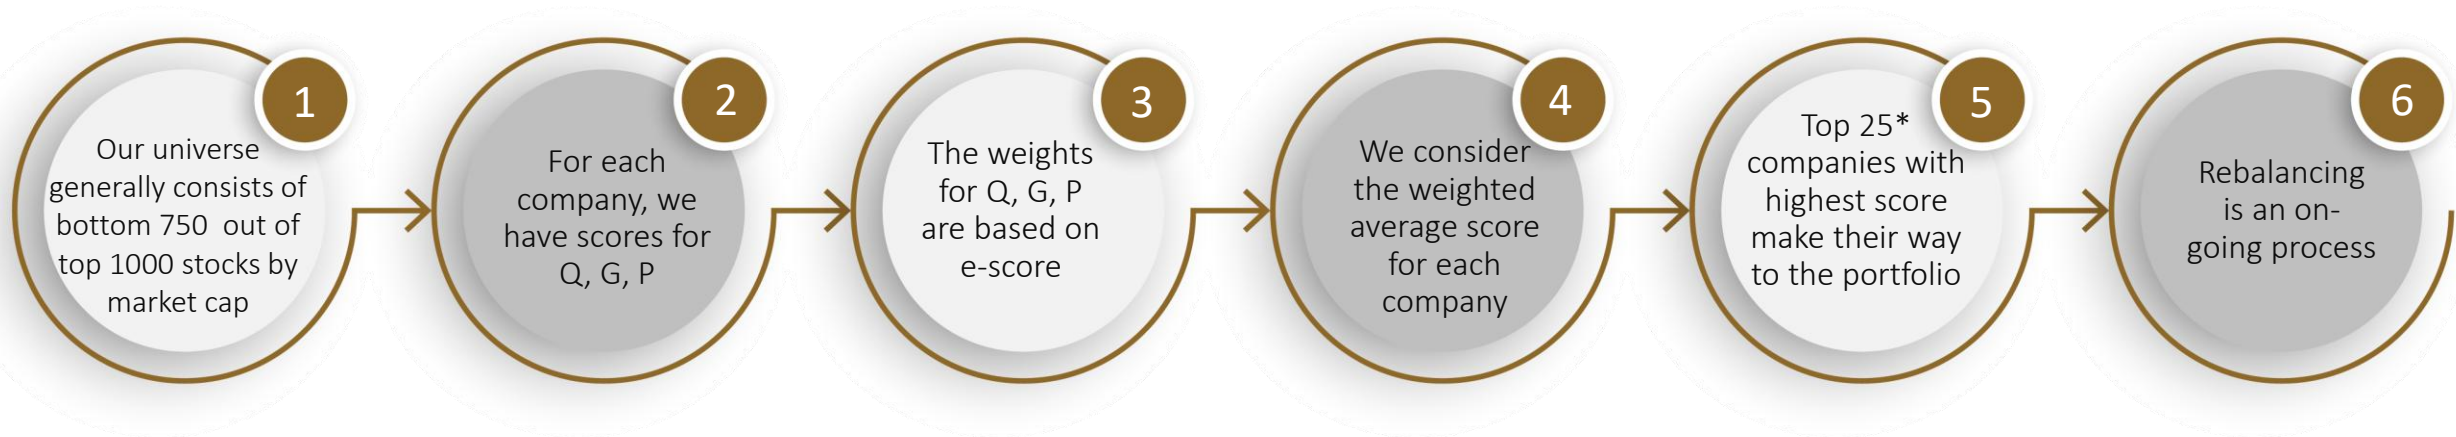 1
Our universe
generally consists of
bottom 750 out of
top 1000 stocks by
market cap
2
For each
company, we
have scores for
Q, G, P
3
The weights
for Q, G, P
are based on
e-score
4
We consider
the weighted
average score
for each
company
5
Top 25*
companies with
highest score
make their way
to the portfolio
6
Rebalancing
is an on-
going process